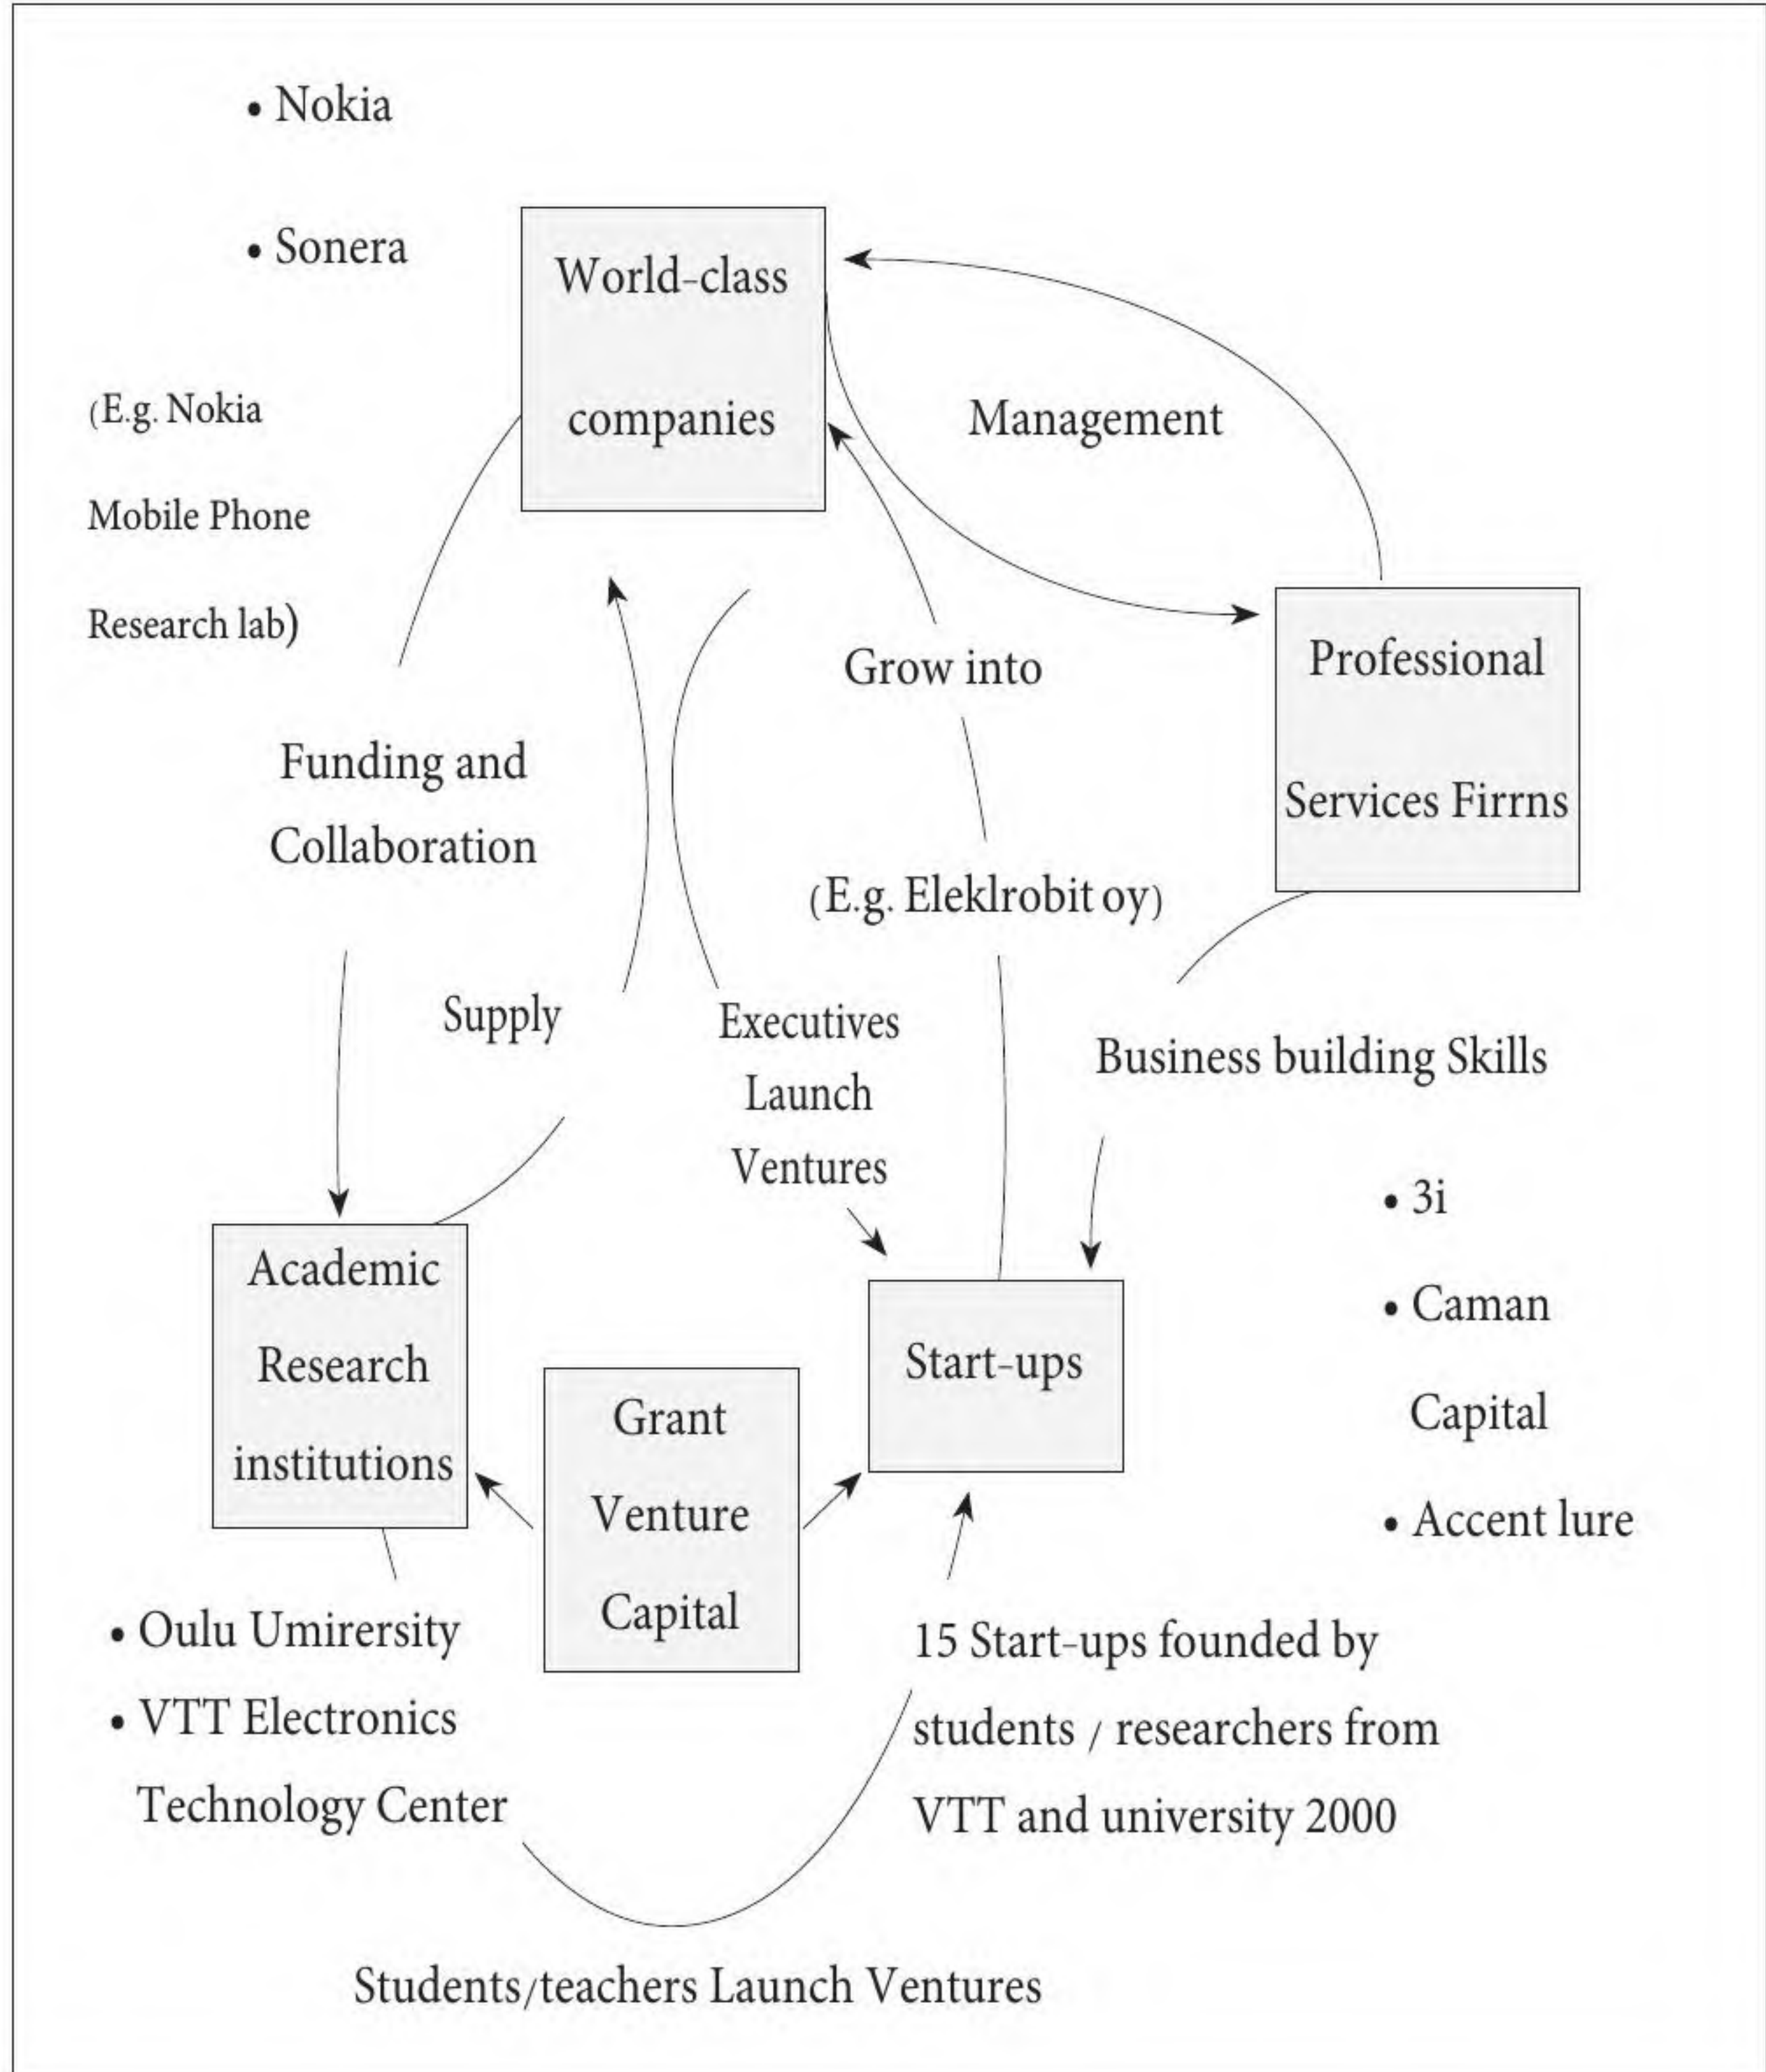 • Nokia
• Sonera
World-class
companies
(E.g. Nokia
Mobile Phone
Research lab)
Management
Grow into
Professional
Services Firrns
Funding and
Collaboration
(E.g. Eleklrobit oy)
Supply
Executives
Launch
Ventures
Business building Skills
• 3i
• Caman
Capital
• Accent lure
Academic
Research
institutions
Grant
Venture
Capital
Start-ups
• Oulu Umirersity
• VTT Electronics
Technology Center
15 Start-ups founded by
students / researchers from
VTT and university 2000
Students/teachers Launch Ventures